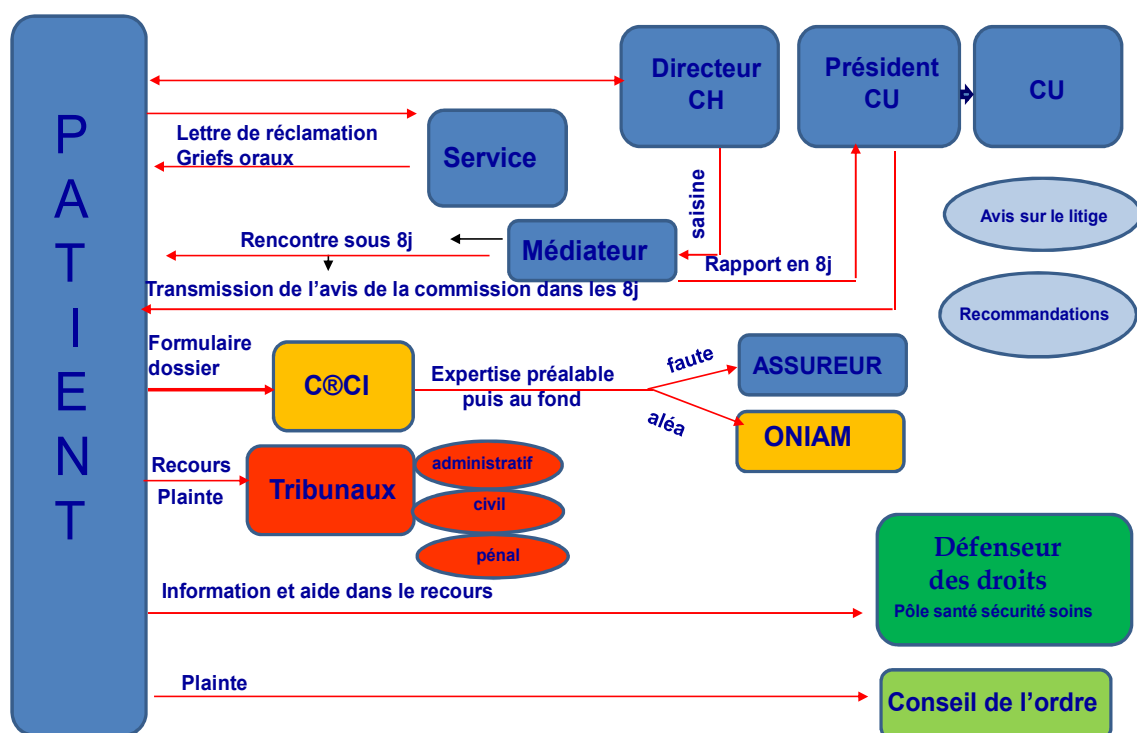 PATIENT
Directeur
CH
Président
CU
CU
Lettre de réclamation
Griefs oraux
Service
saisine
Avis sur le litige
Rencontre sous 8j
Médiateur
Rapport en 8j
Transmission de l’avis de la commission dans les 8j
Recommandations
Formulaire
dossier
C®CI
Expertise préalable
puis au fond
faute
aléa
ASSUREUR
ONIAM
Recours
Plainte
Tribunaux
administratif
civil
pénal
Information et aide dans le recours
Défenseur
des droits
Pôle santé sécurité soins
Plainte
Conseil de l’ordre